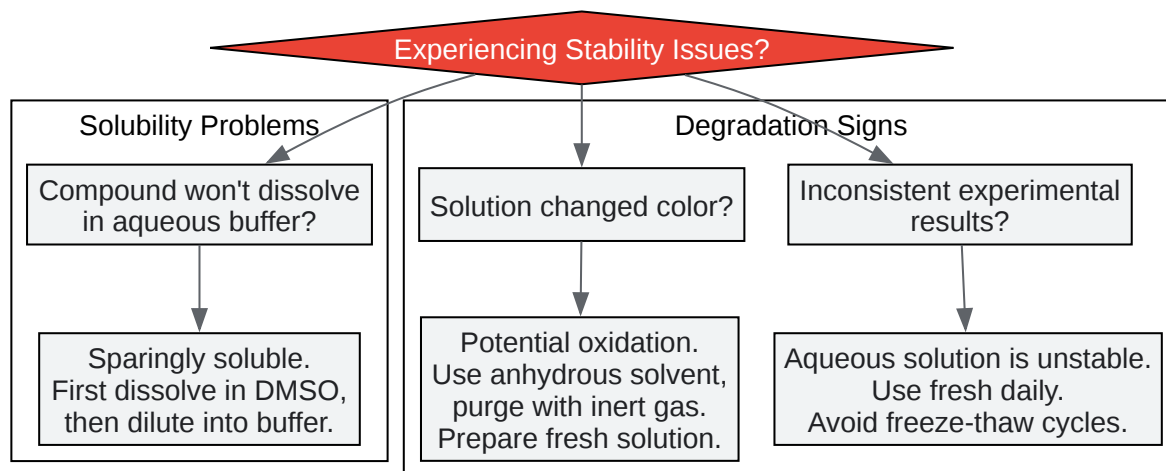 Experiencing Stability Issues?
Solubility Problems
Compound won't dissolve
in aqueous buffer?
Sparingly soluble.
First dissolve in DMSO,
then dilute into buffer.
Degradation Signs
Solution changed color?
Potential oxidation.
Use anhydrous solvent,
purge with inert gas.
Prepare fresh solution.
Inconsistent experimental
results?
Aqueous solution is unstable.
Use fresh daily.
Avoid freeze-thaw cycles.